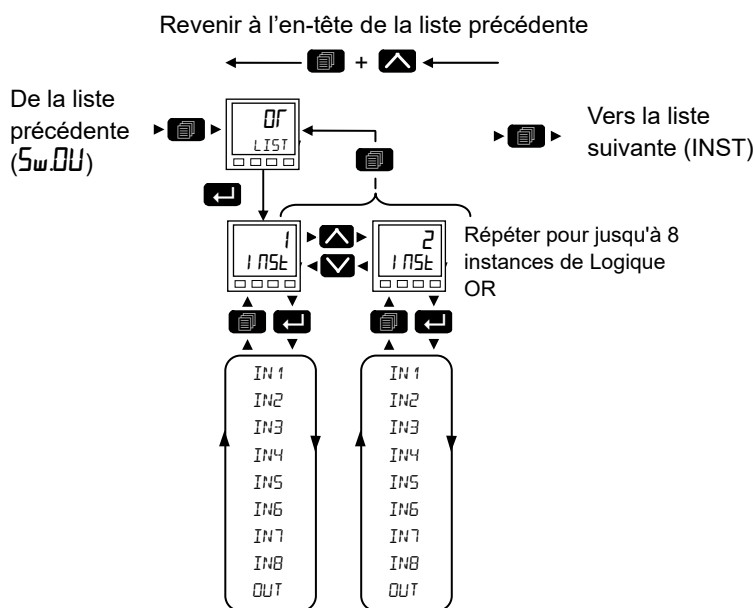 Revenir à l'en-tête de la liste précédente
+
De la liste
précédente
(Sw.OU)
Or
LIST
Vers la liste
suivante (INST)
1
INSt
2
INSt
Répéter pour jusqu'à 8
instances de Logique
OR
IN1
IN2
IN3
IN4
IN5
IN6
IN7
IN8
OUT
IN1
IN2
IN3
IN4
IN5
IN6
IN7
IN8
OUT